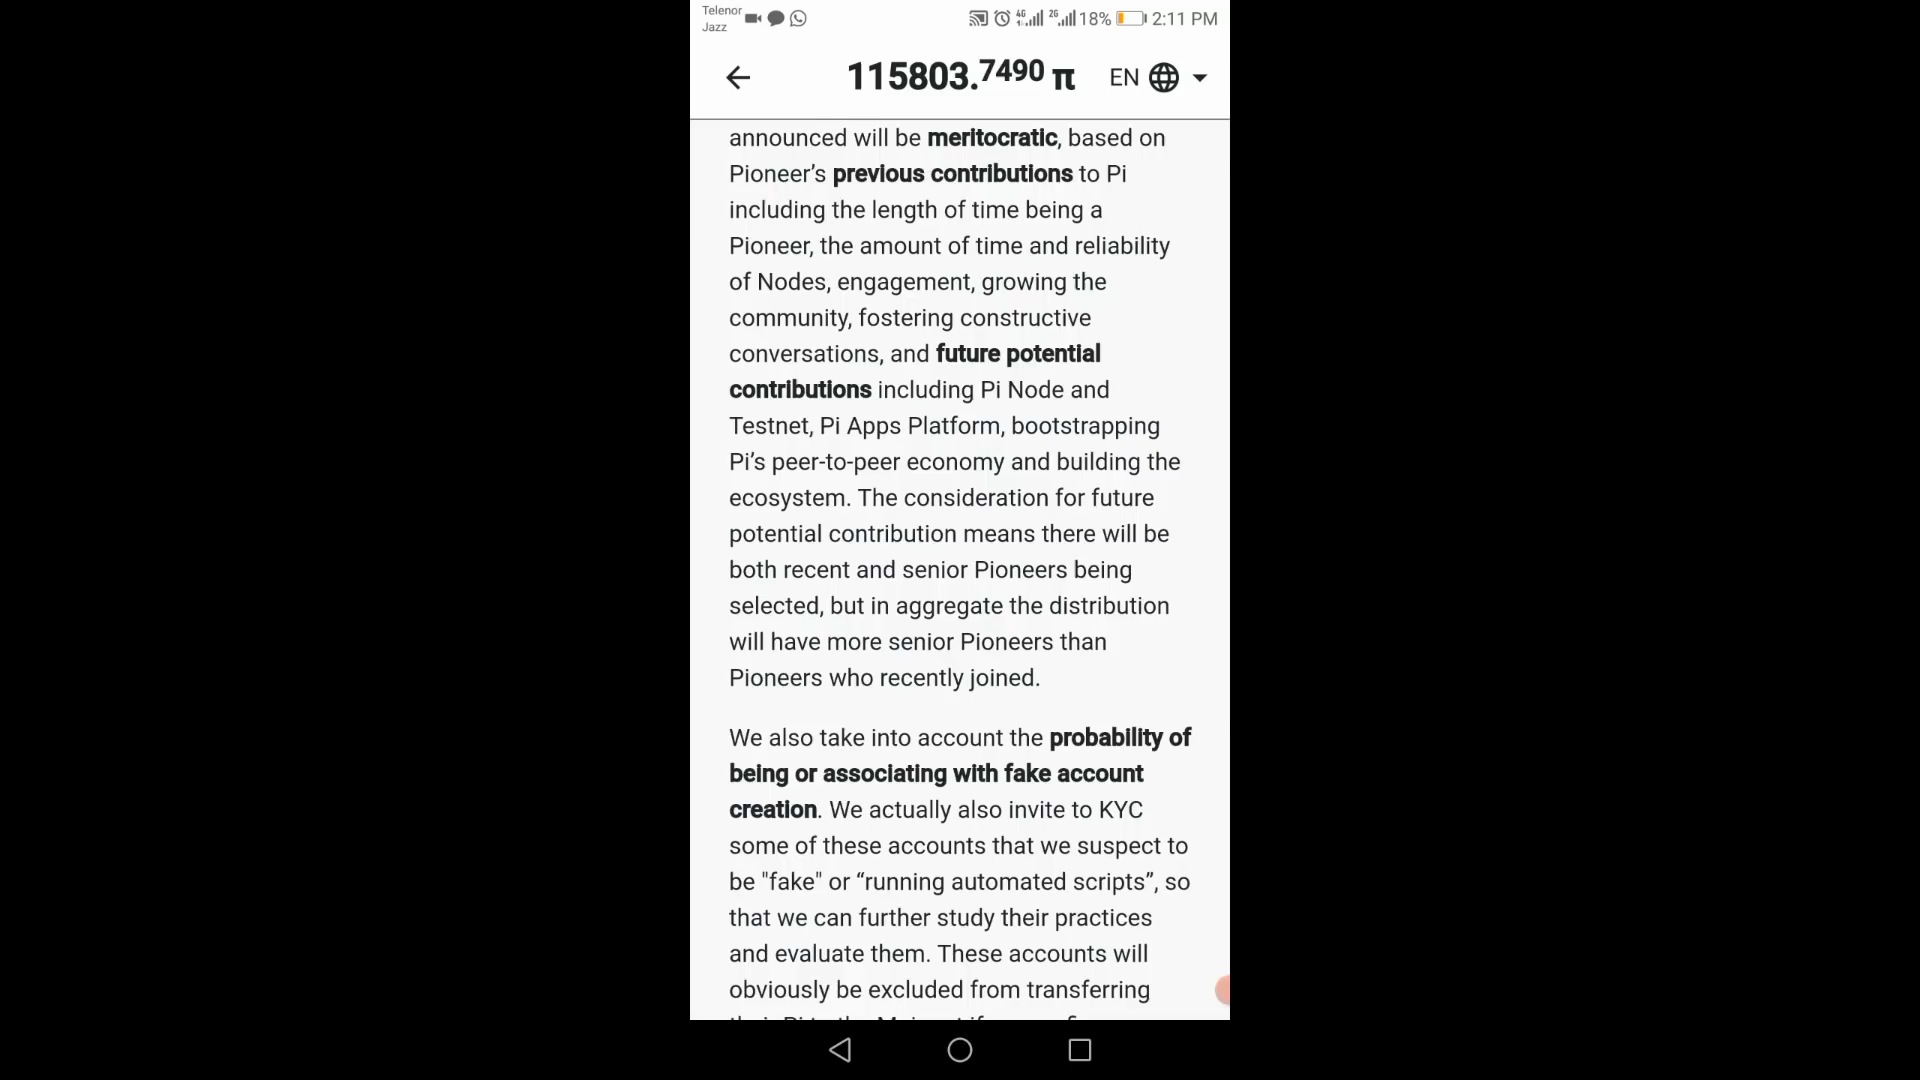 Telenor
Jazz
4G
2G
18%
2:11 PM
115803.7490 π
EN
announced will be meritocratic, based on
Pioneer’s previous contributions to Pi
including the length of time being a
Pioneer, the amount of time and reliability
of Nodes, engagement, growing the
community, fostering constructive
conversations, and future potential
contributions including Pi Node and
Testnet, Pi Apps Platform, bootstrapping
Pi’s peer-to-peer economy and building the
ecosystem. The consideration for future
potential contribution means there will be
both recent and senior Pioneers being
selected, but in aggregate the distribution
will have more senior Pioneers than
Pioneers who recently joined.
We also take into account the probability of
being or associating with fake account
creation. We actually also invite to KYC
some of these accounts that we suspect to
be "fake" or “running automated scripts”, so
that we can further study their practices
and evaluate them. These accounts will
obviously be excluded from transferring